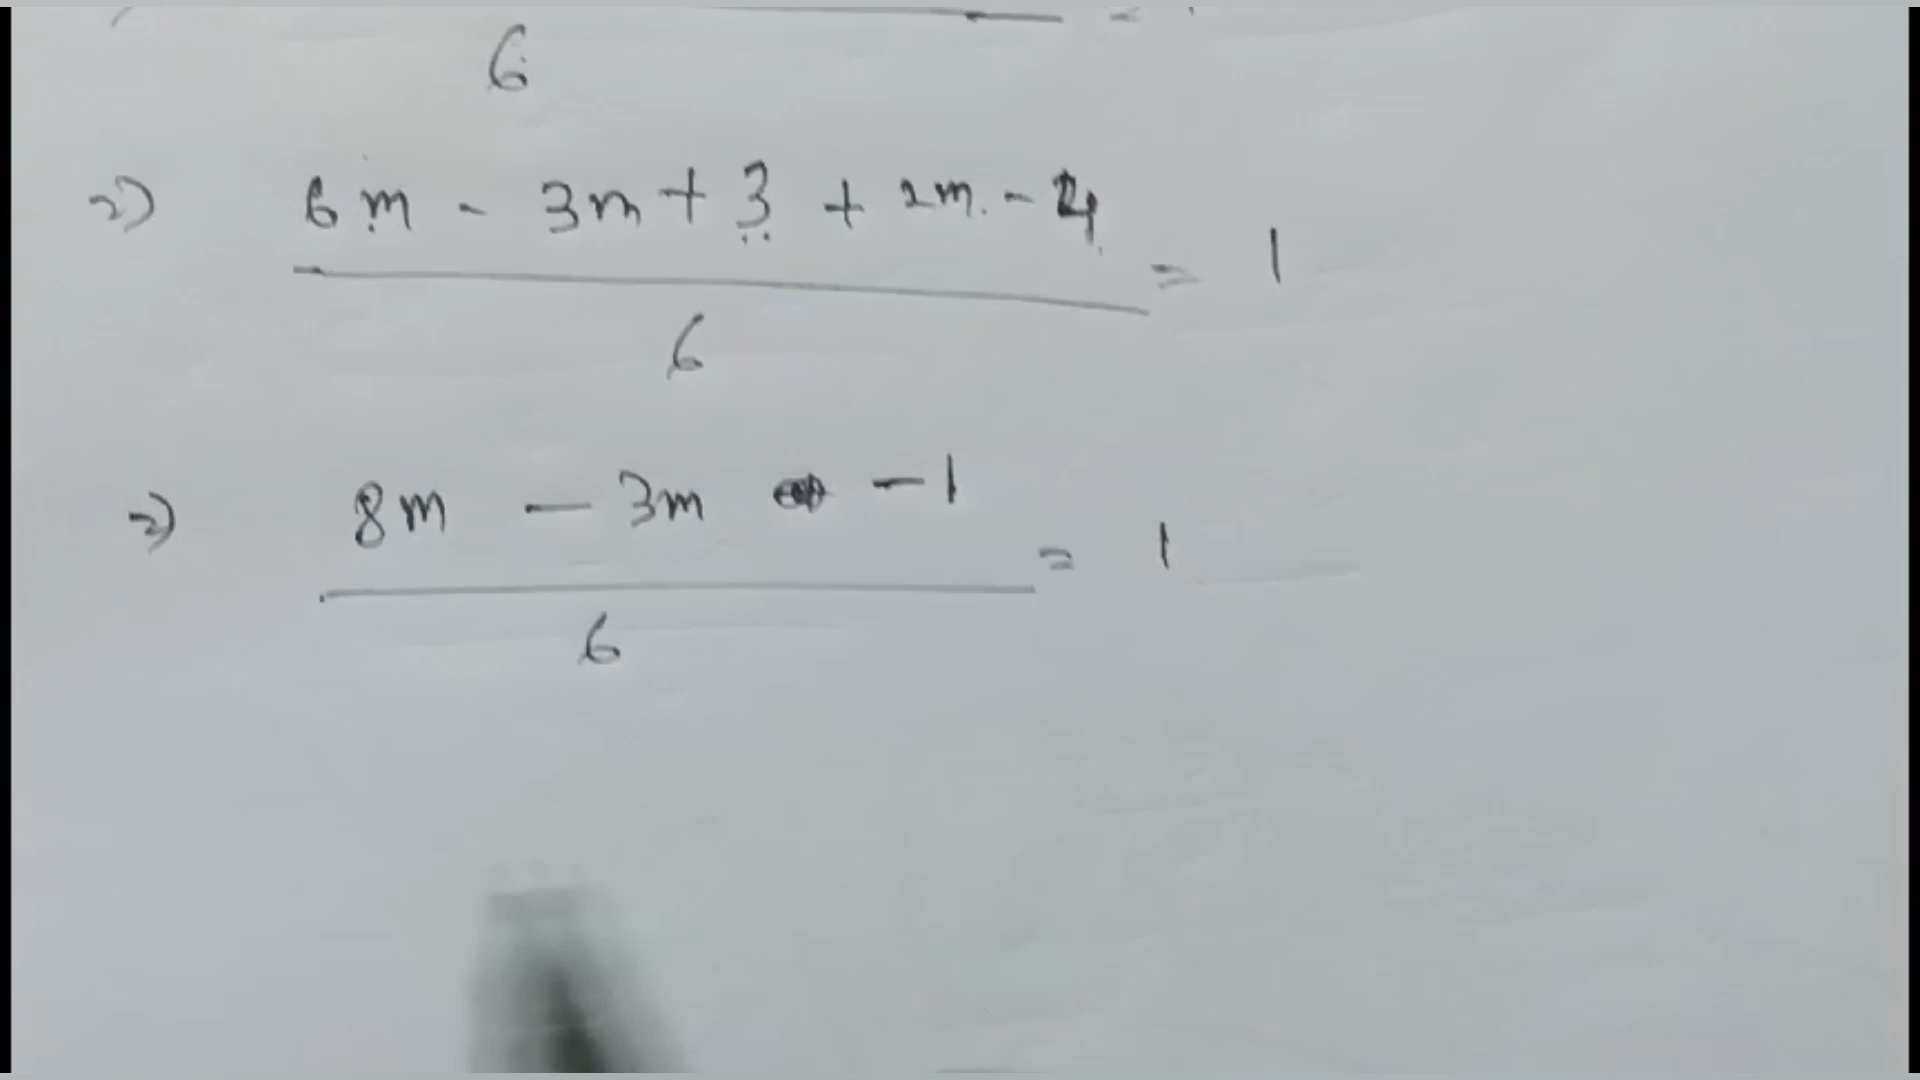 6
⇒ 6m - 3m + 3 + 2m - 4
= 1
6
⇒ 8m - 3m - 1
= 1
6